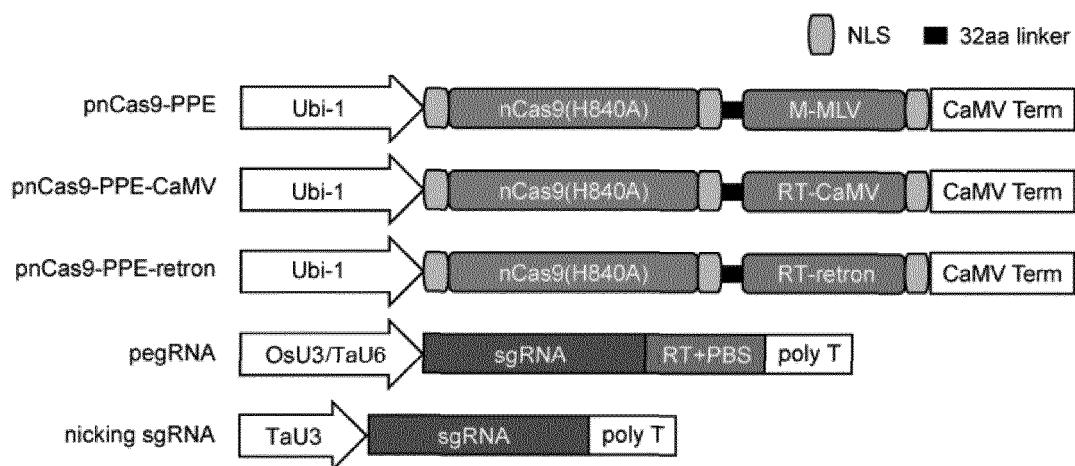 NLS 32aa linker
pnCas9-PPE Ubi-1 nCas9(H840A) M-MLV CaMV Term
pnCas9-PPE-CaMV Ubi-1 nCas9(H840A) RT-CaMV CaMV Term
pnCas9-PPE-retron Ubi-1 nCas9(H840A) RT-retron CaMV Term
pegRNA OsU3/TaU6 sgRNA RT+PBS poly T
nicking sgRNA TaU3 sgRNA poly T